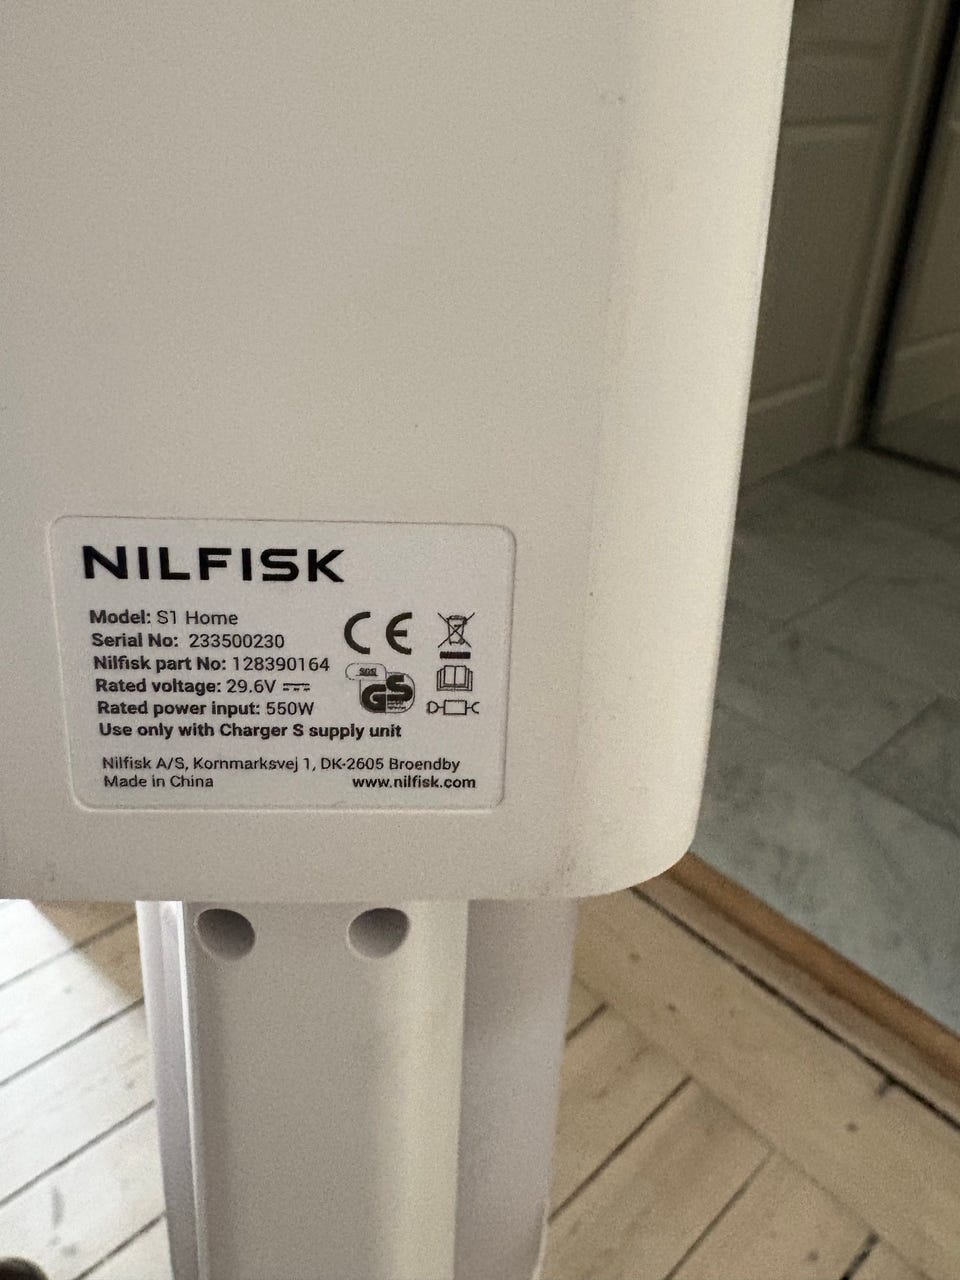 NILFISK
Model: S1 Home
Serial No: 233500230
Nilfisk part No: 128390164
Rated voltage: 29.6V
Rated power input: 550W
Use only with Charger S supply unit
CE
SGS
GS
Nilfisk A/S, Kornmarksvej 1, DK-2605 Broendby
Made in China www.nilfisk.com